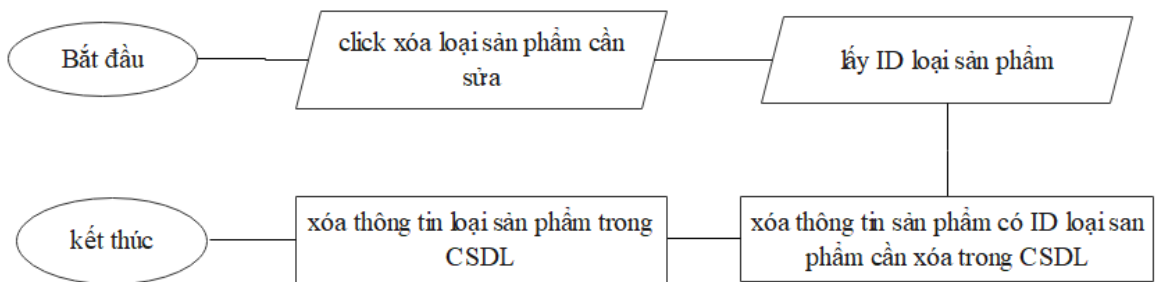 Bắt đầu
click xóa loại sản phẩm cần
sửa
lấy ID loại sản phẩm
kết thúc
xóa thông tin loại sản phẩm trong
CSDL
xóa thông tin sản phẩm có ID loại san
phẩm cần xóa trong CSDL